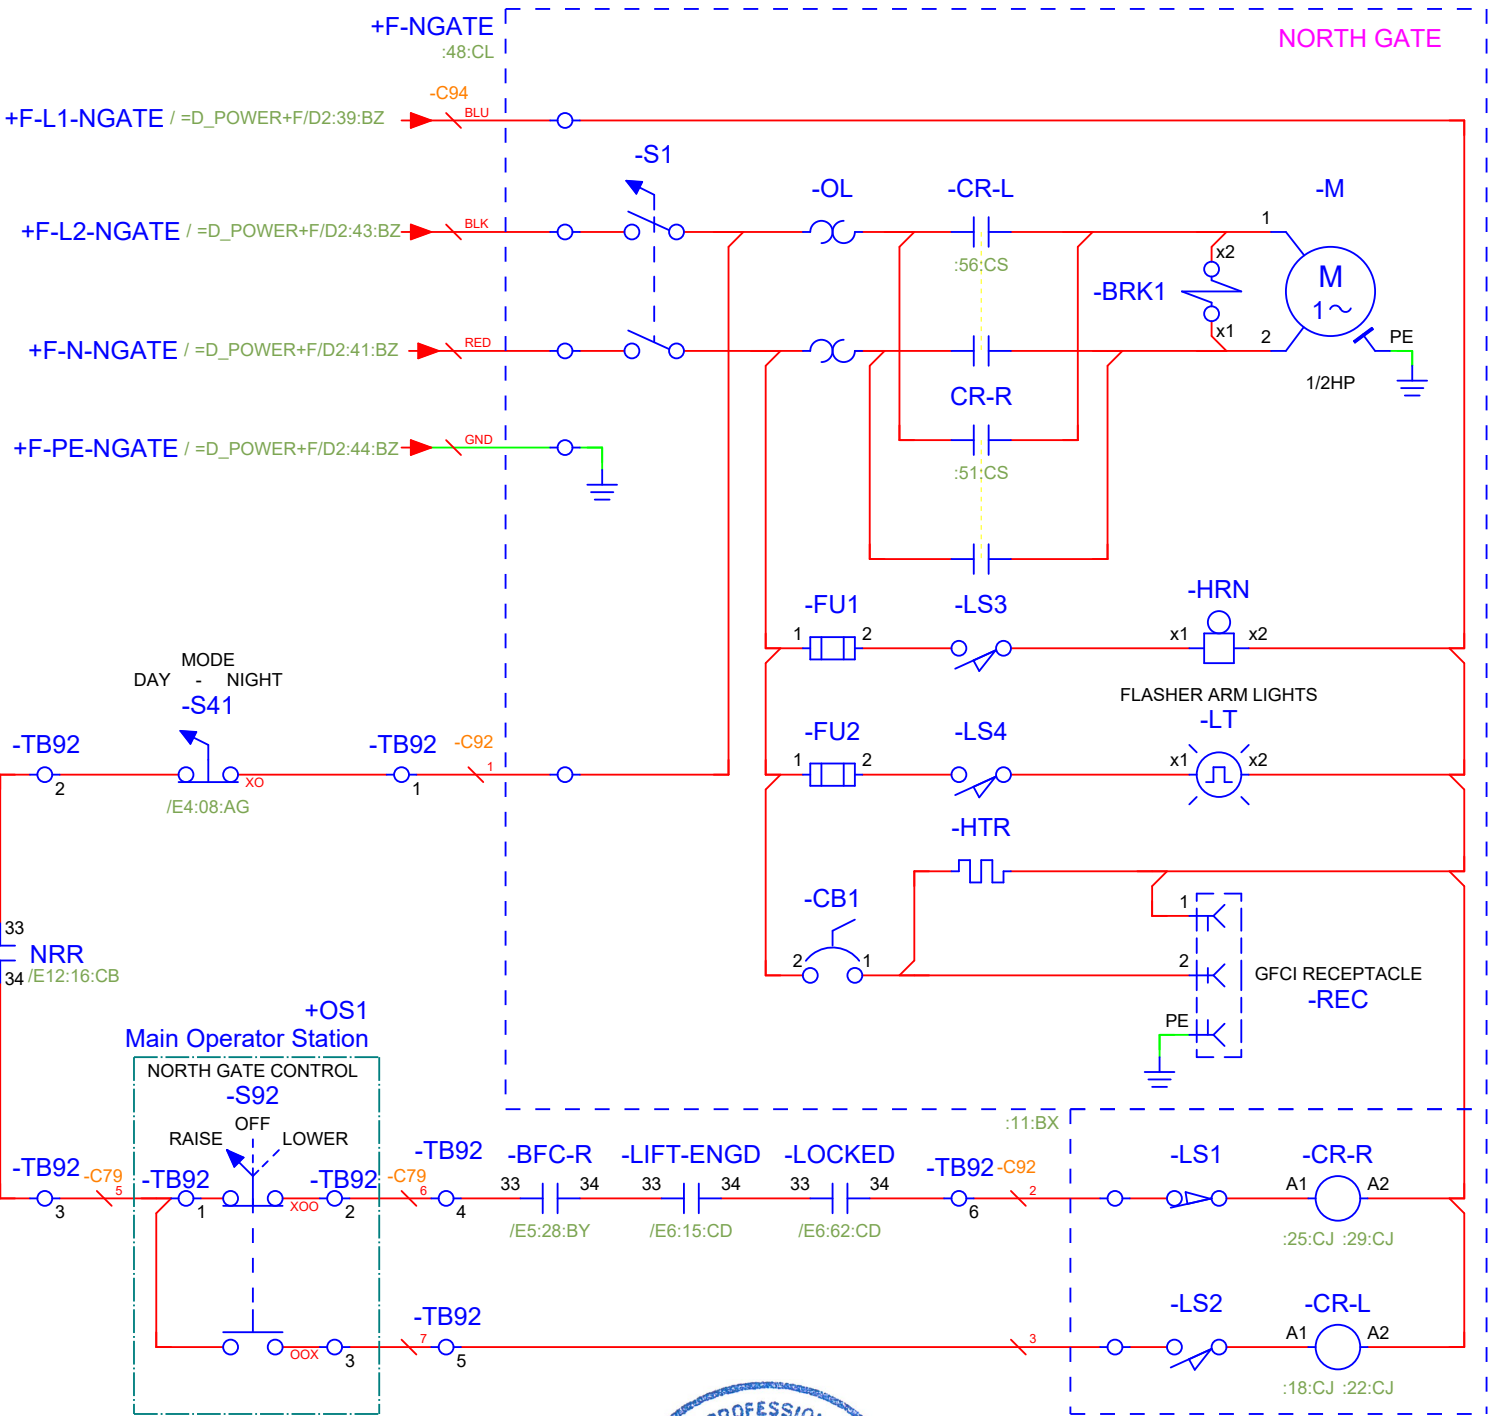 +F-NGATE
:48:CL
NORTH GATE
-C94
+F-L1-NGATE / =D_POWER+F/D2:39:BZ
BLU
-S1
-OL
-CR-L
-M
+F-L2-NGATE / =D_POWER+F/D2:43:BZ
BLK
1
:56:CS
x2
-BRK1
M
1~
+F-N-NGATE / =D_POWER+F/D2:41:BZ
RED
x1
2
PE
1/2HP
CR-R
+F-PE-NGATE / =D_POWER+F/D2:44:BZ
GND
:51:CS
-FU1
-LS3
-HRN
1 2
x1 x2
MODE
DAY - NIGHT
-S41
FLASHER ARM LIGHTS
-LT
-TB92
-TB92
-C92
-FU2
-LS4
1 2
x1 x2
1
2
XO
1
/E4:08:AG
-HTR
-CB1
1
33
NRR
34 /E12:16:CB
2 1
2
GFCI RECEPTACLE
-REC
PE
+OS1
Main Operator Station
NORTH GATE CONTROL
-S92
OFF
RAISE LOWER
:11:BX
-TB92 -C79
-TB92
-TB92
-C79
-TB92
-BFC-R
-LIFT-ENGD
-LOCKED
-TB92 -C92
-LS1
-CR-R
5
6
33 34
33 34
33 34
2
A1 A2
3
1
XOO
2
4
6
/E5:28:BY
/E6:15:CD
/E6:62:CD
:25:CJ :29:CJ
-TB92
-LS2
-CR-L
7
3
A1 A2
OOX
3
5
:18:CJ :22:CJ